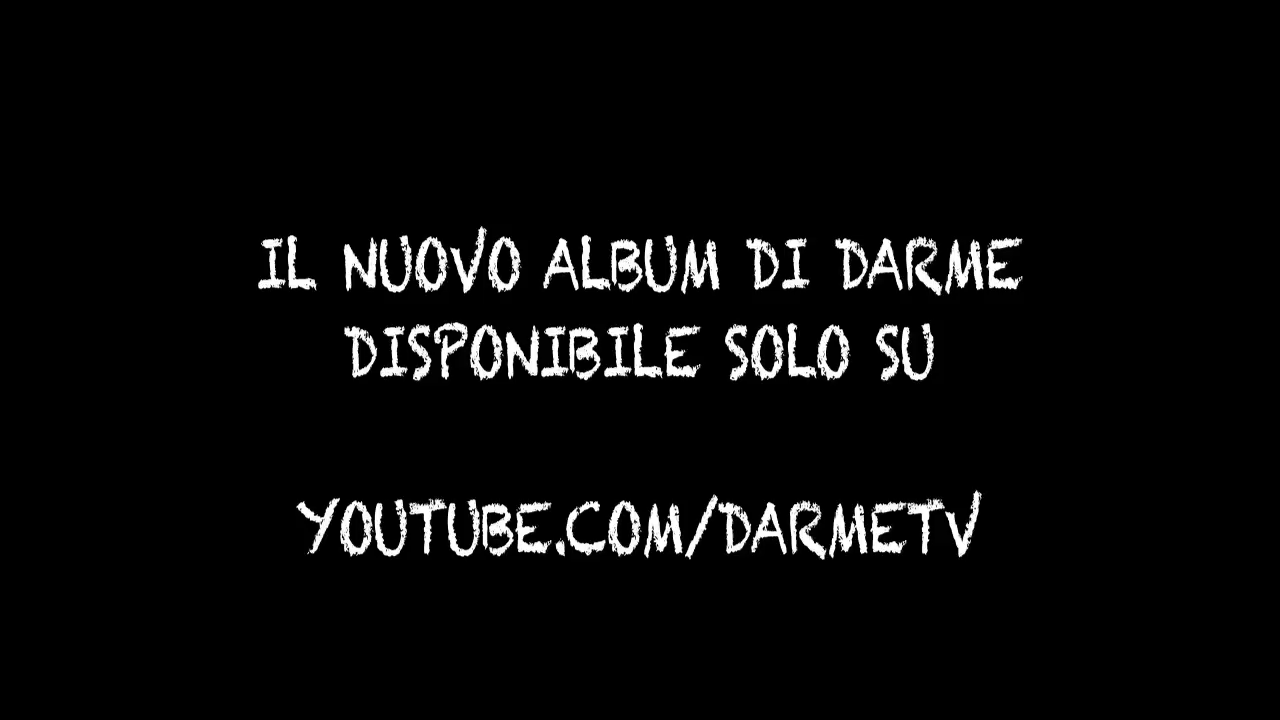 IL NUOVO ALBUM DI DARME
DISPONIBILE SOLO SU
YOUTUBE.COM/DARMETV